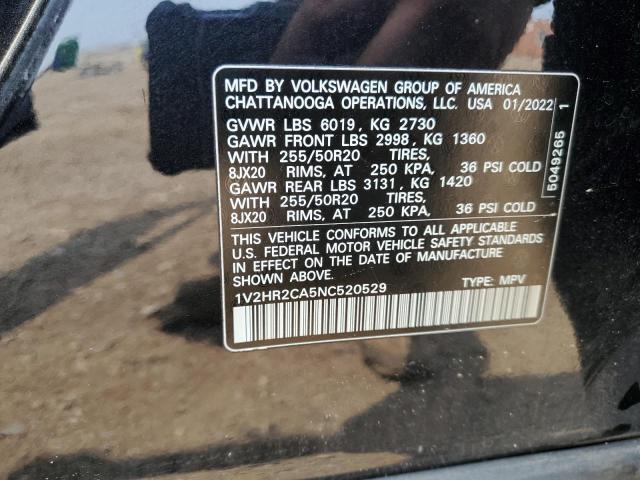 MFD BY VOLKSWAGEN GROUP OF AMERICA
CHATTANOOGA OPERATIONS, LLC. USA 01/2022
GVWR LBS 6019, KG 2730
GAWR FRONT LBS 2998, KG 1360
WITH 255/50R20 TIRES,
8JX20 RIMS, AT 250 KPA, 36 PSI COLD
GAWR REAR LBS 3131, KG 1420
WITH 255/50R20 TIRES,
8JX20 RIMS, AT 250 KPA, 36 PSI COLD
THIS VEHICLE CONFORMS TO ALL APPLICABLE
U.S. FEDERAL MOTOR VEHICLE SAFETY STANDARDS
IN EFFECT ON THE DATE OF MANUFACTURE
SHOWN ABOVE.
1V2HR2CA5NC520529 TYPE: MPV
5049265 1